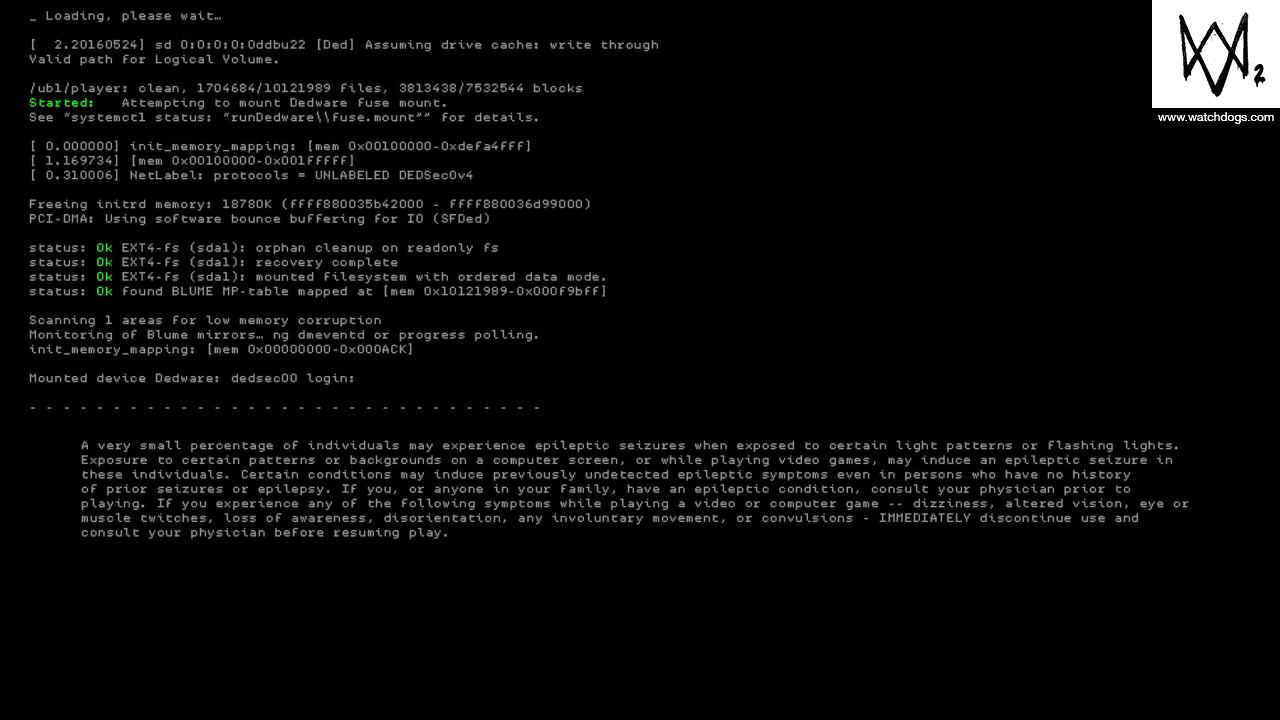 _ Loading, please wait…
[  2.20160524] sd 0:0:0:0:0ddbu22 [Ded] Assuming drive cache: write through
Valid path for Logical Volume.
/ubl/player: clean, 1704684/10121989 files, 3813438/7532544 blocks
Started:   Attempting to mount Dedware fuse mount.
See “systemctl status: “runDedware\\fuse.mount”” for details.
[ 0.000000] init_memory_mapping: [mem 0x00100000-0xdefa4fff]
[ 1.169734] [mem 0x00100000-0x001fffff]
[ 0.310006] NetLabel: protocols = UNLABELED DEDSec0v4
Freeing initrd memory: 18780K (ffff880035b42000 - ffff880036d99000)
PCI-DMA: Using software bounce buffering for IO (SFDed)
status: Ok EXT4-fs (sda1): orphan cleanup on readonly fs
status: Ok EXT4-fs (sda1): recovery complete
status: Ok EXT4-fs (sda1): mounted filesystem with ordered data mode.
status: Ok found BLUME MP-table mapped at [mem 0x10121989-0x000f9bff]
Scanning 1 areas for low memory corruption
Monitoring of Blume mirrors… ng dmeventd or progress polling.
init_memory_mapping: [mem 0x00000000-0x000ACK]
Mounted device Dedware: dedsec00 login:
- - - - - - - - - - - - - - - - - - - - - - - - - - - - - - -
A very small percentage of individuals may experience epileptic seizures when exposed to certain light patterns or flashing lights.
Exposure to certain patterns or backgrounds on a computer screen, or while playing video games, may induce an epileptic seizure in
these individuals. Certain conditions may induce previously undetected epileptic symptoms even in persons who have no history
of prior seizures or epilepsy. If you, or anyone in your family, have an epileptic condition, consult your physician prior to
playing. If you experience any of the following symptoms while playing a video or computer game -- dizziness, altered vision, eye or
muscle twitches, loss of awareness, disorientation, any involuntary movement, or convulsions - IMMEDIATELY discontinue use and
consult your physician before resuming play.
2
www.watchdogs.com